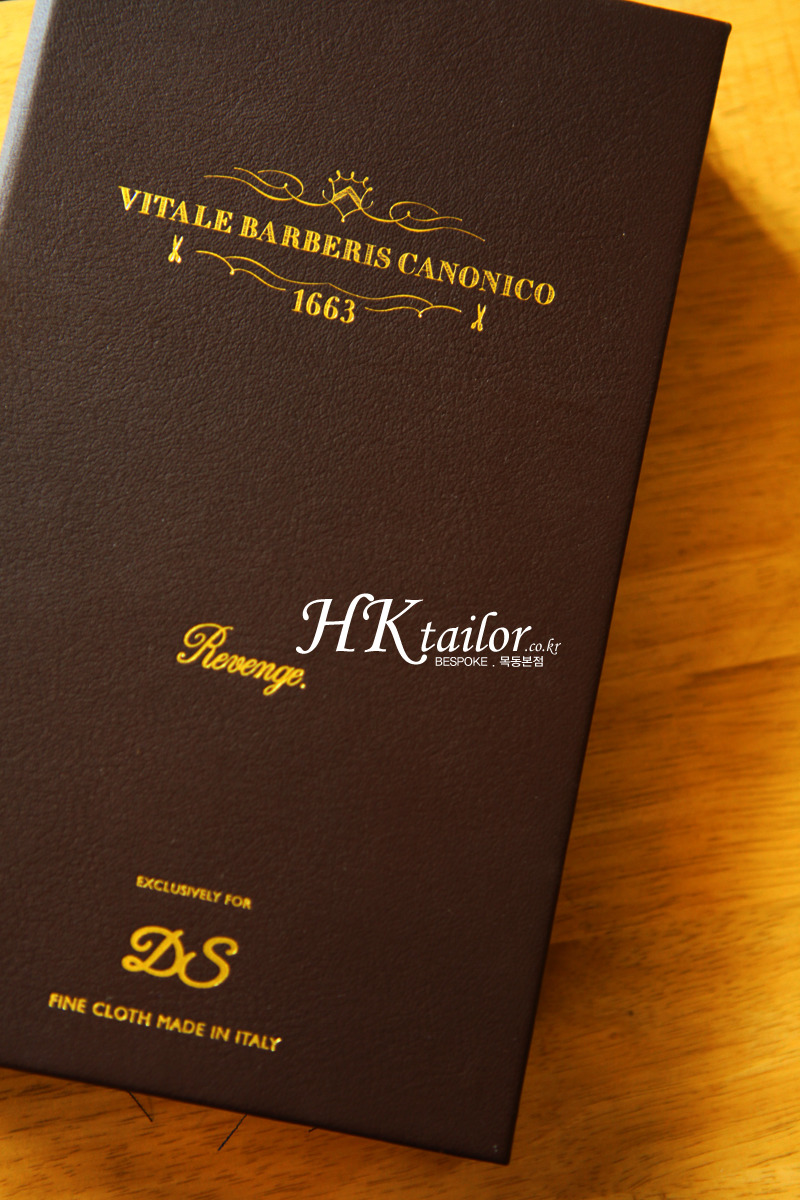 VITALE BARBERIS CANONICO
1663
HKtailor.co.kr
BESPOKE . 목동본점
Revenge.
EXCLUSIVELY FOR
DS
FINE CLOTH MADE IN ITALY